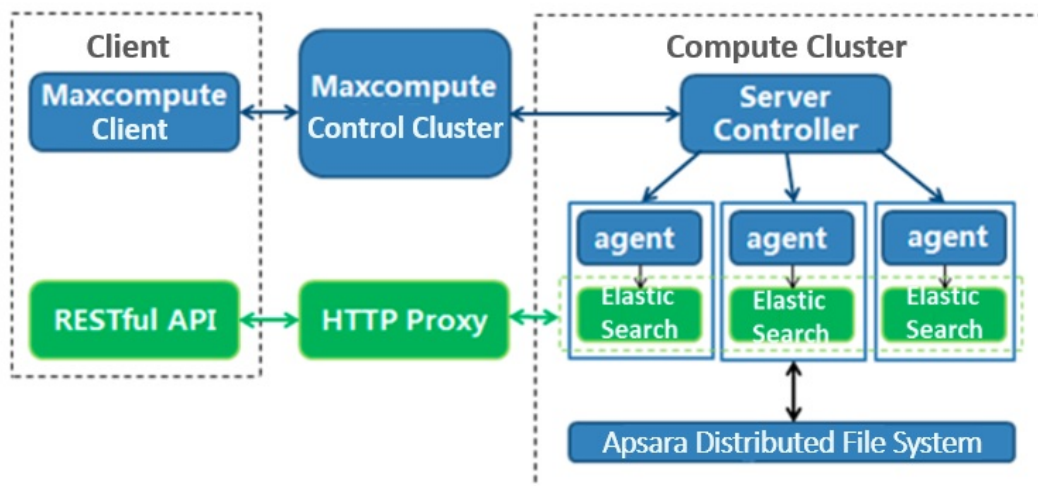 Client
Compute Cluster
Maxcompute
Client
Maxcompute
Control Cluster
Server
Controller
agent
agent
agent
RESTful API
HTTP Proxy
Elastic
Search
Elastic
Search
Elastic
Search
Apsara Distributed File System